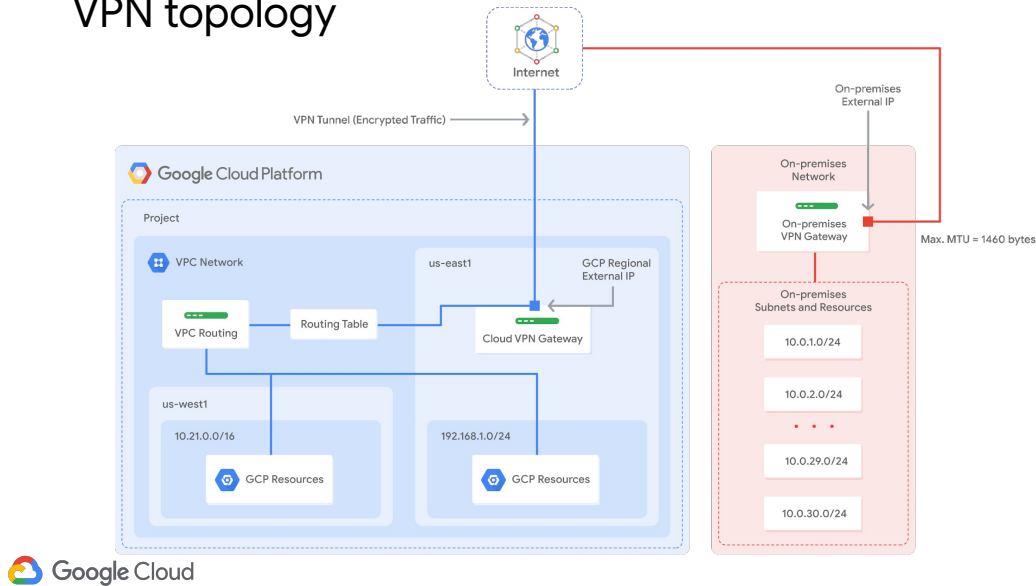 VPN topology
Internet
On-premises
External IP
VPN Tunnel (Encrypted Traffic)
Google Cloud Platform
Project
VPC Network
us-east1
GCP Regional
External IP
VPC Routing
Routing Table
Cloud VPN Gateway
us-west1
10.21.0.0/16
GCP Resources
192.168.1.0/24
GCP Resources
On-premises
Network
On-premises
VPN Gateway
Max. MTU = 1460 bytes
On-premises
Subnets and Resources
10.0.1.0/24
10.0.2.0/24
. . .
10.0.29.0/24
10.0.30.0/24
Google Cloud